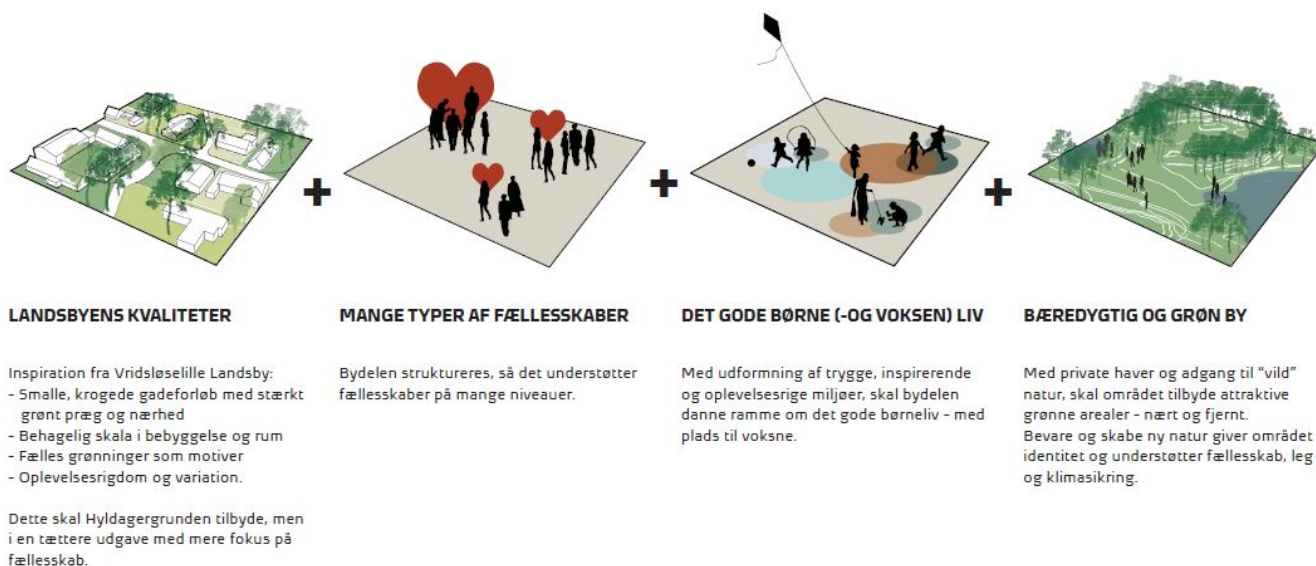 LANDSBYENS KVALITETER
Inspiration fra Vridsløselille Landsby:
- Smalle, krogede gadeforløb med stærkt
grønt præg og nærhed
- Behagelig skala i bebyggelse og rum
- Fælles grønninger som motiver
- Oplevelsesrigdom og variation.
Dette skal Hyldagergrunden tilbyde, men
i en tættere udgave med mere fokus på
fællesskab.
MANGE TYPER AF FÆLLESSKABER
Bydelen struktureres, så det understøtter
fællesskaber på mange niveauer.
DET GODE BØRNE (-OG VOKSEN) LIV
Med udformning af trygge, inspirerende
og oplevelsesrige miljøer, skal bydelen
danne ramme om det gode børneliv - med
plads til voksne.
BÆREDYGTIG OG GRØN BY
Med private haver og adgang til "vild"
natur, skal området tilbyde attraktive
grønne arealer - nært og fjernt.
Bevare og skabe ny natur giver området
identitet og understøtter fællesskab, leg
og klimasikring.